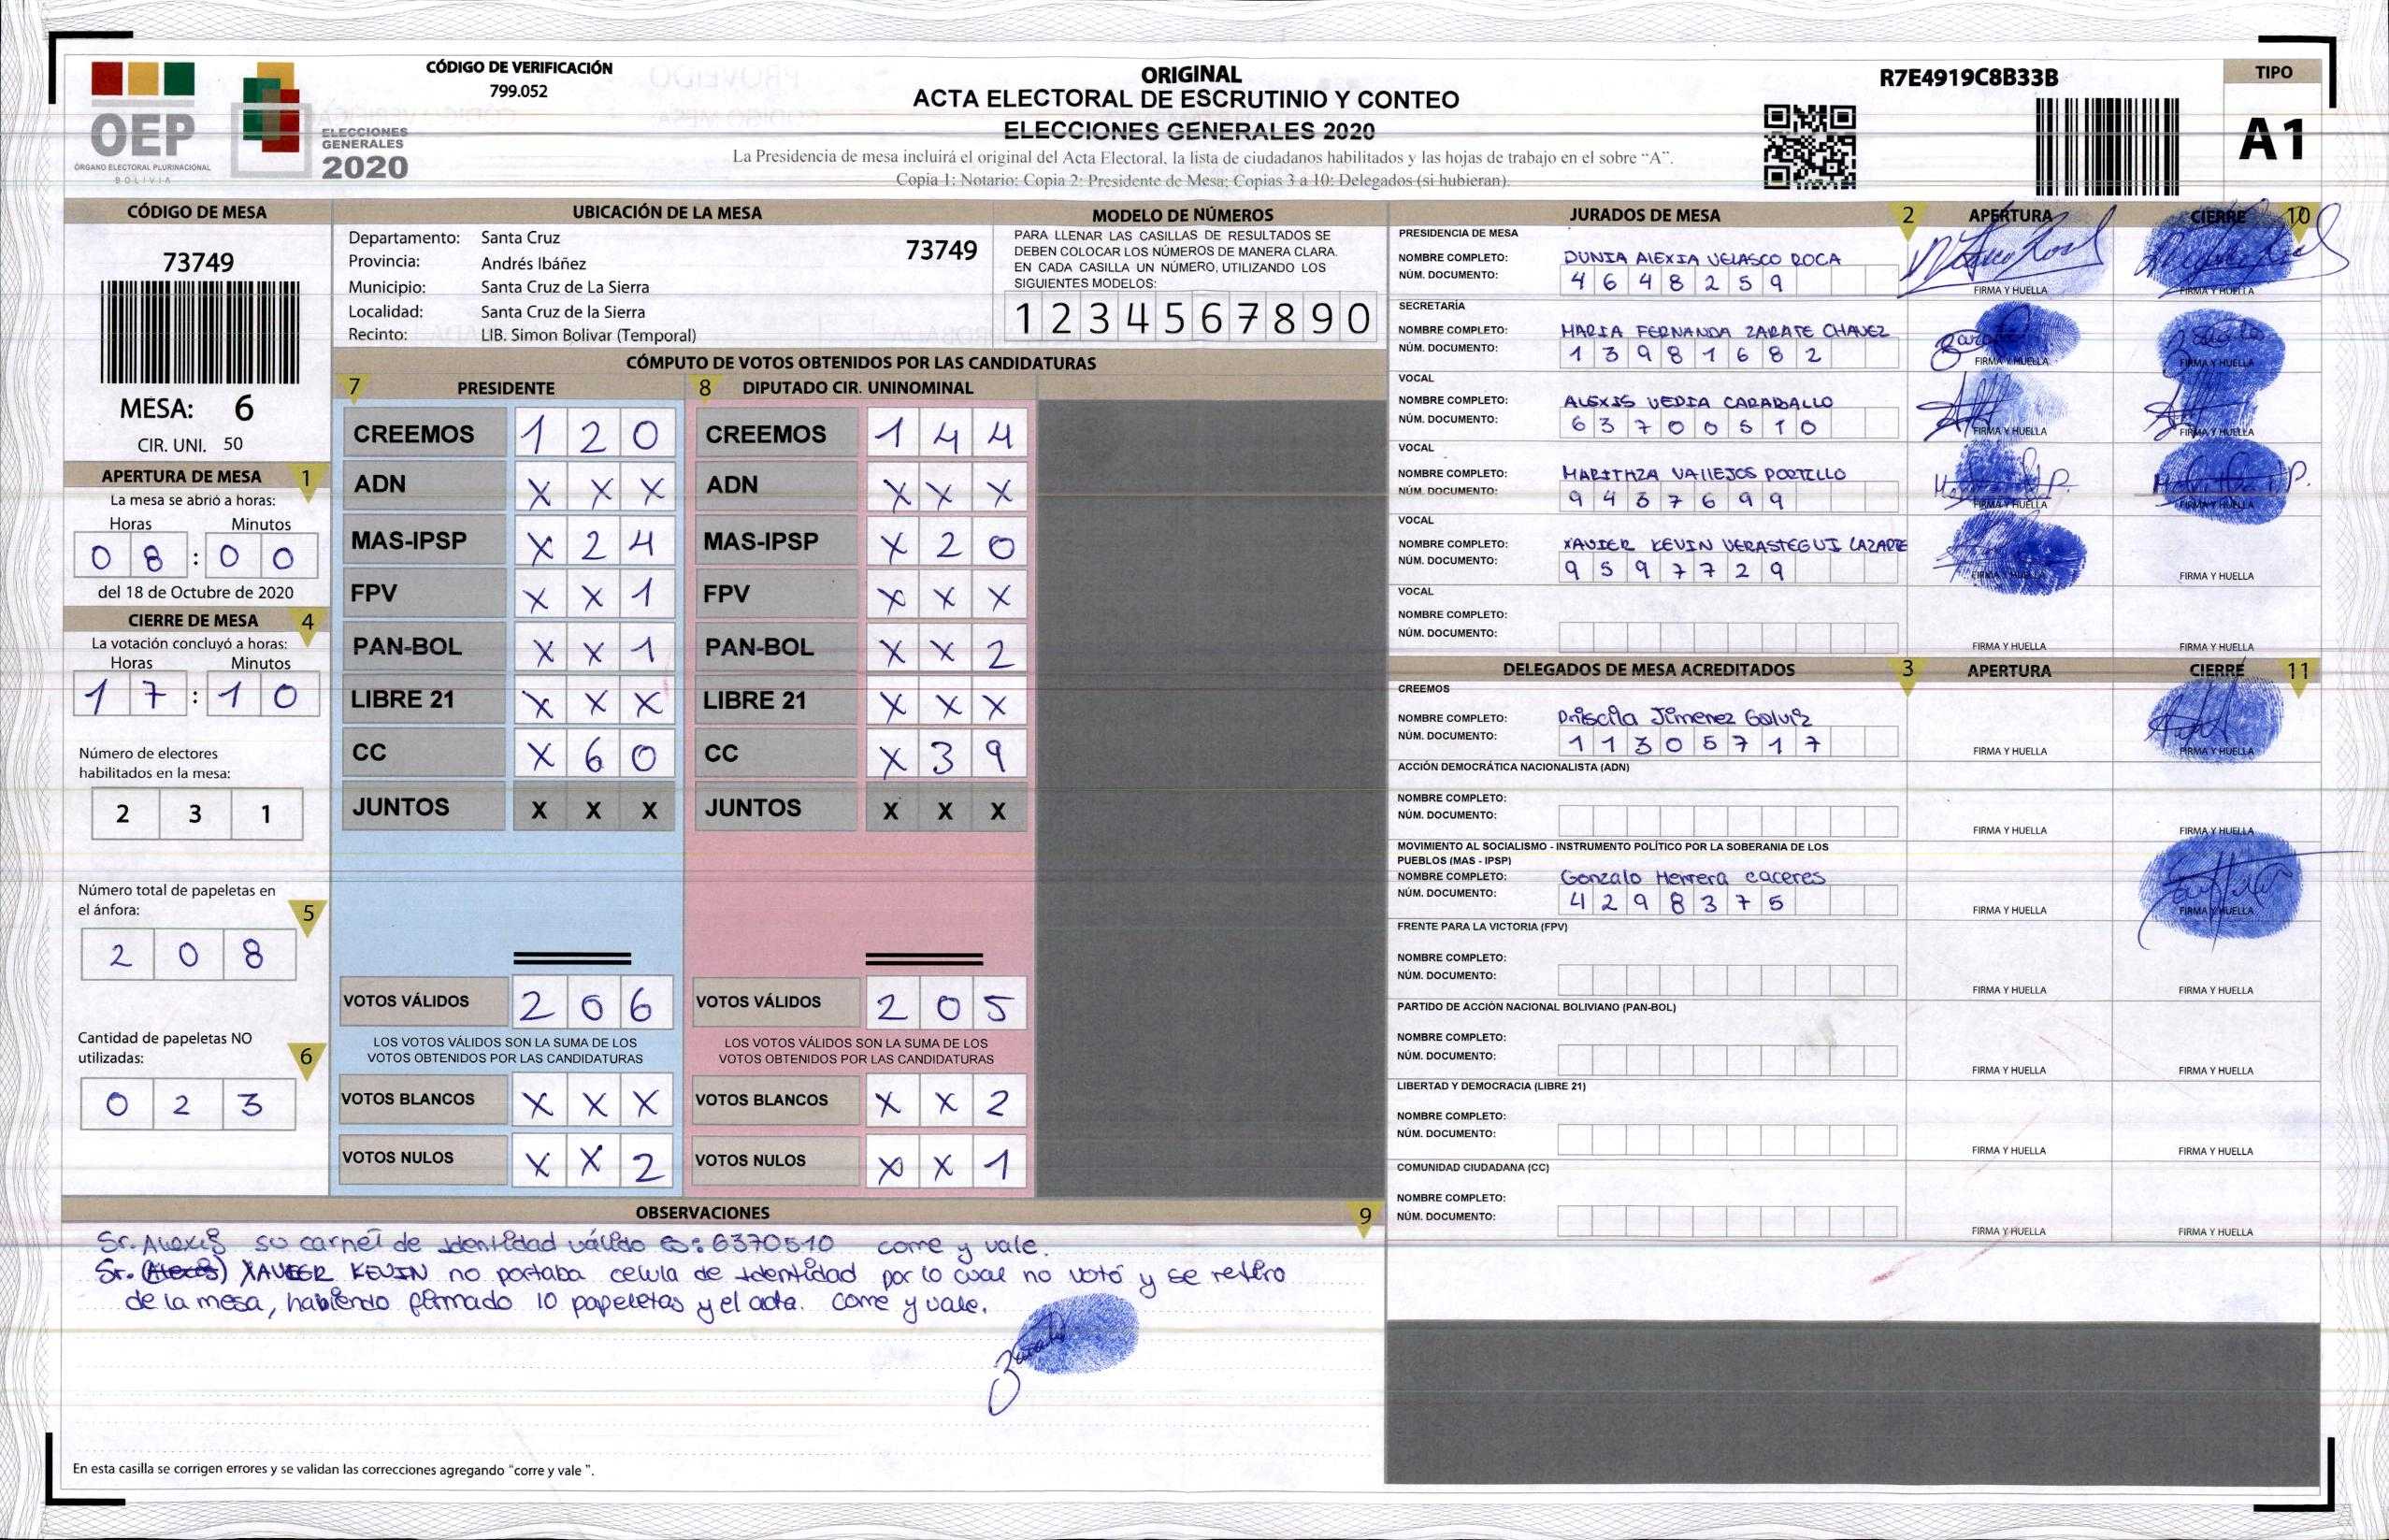 CÓDIGO DE VERIFICACIÓN
799.052
OEP
ÓRGANO ELECTORAL PLURINACIONAL
BOLIVIA
ELECCIONES
GENERALES
2020
ORIGINAL
ACTA ELECTORAL DE ESCRUTINIO Y CONTEO
ELECCIONES GENERALES 2020
La Presidencia de mesa incluirá el original del Acta Electoral, la lista de ciudadanos habilitados y las hojas de trabajo en el sobre "A".
Copia 1: Notario; Copia 2: Presidente de Mesa; Copias 3 a 10: Delegados (si hubieran).
R7E4919C8B33B
TIPO
A1
CÓDIGO DE MESA
73749
MESA: 6
CIR. UNI. 50
APERTURA DE MESA 1
La mesa se abrió a horas:
Horas Minutos
0 8 : 0 0
del 18 de Octubre de 2020
CIERRE DE MESA 4
La votación concluyó a horas:
Horas Minutos
1 7 : 1 0
Número de electores
habilitados en la mesa:
2 3 1
Número total de papeletas en
el ánfora: 5
2 0 8
Cantidad de papeletas NO
utilizadas: 6
0 2 3
UBICACIÓN DE LA MESA
Departamento: Santa Cruz
73749
Provincia: Andrés Ibáñez
Municipio: Santa Cruz de La Sierra
Localidad: Santa Cruz de la Sierra
Recinto: LIB. Simon Bolivar (Temporal)
MODELO DE NÚMEROS
PARA LLENAR LAS CASILLAS DE RESULTADOS SE
DEBEN COLOCAR LOS NÚMEROS DE MANERA CLARA.
EN CADA CASILLA UN NÚMERO, UTILIZANDO LOS
SIGUIENTES MODELOS:
1 2 3 4 5 6 7 8 9 0
CÓMPUTO DE VOTOS OBTENIDOS POR LAS CANDIDATURAS
7 PRESIDENTE 8 DIPUTADO CIR. UNINOMINAL
CREEMOS 1 2 0 CREEMOS 1 4 4
ADN X X X ADN X X X
MAS-IPSP X 2 4 MAS-IPSP X 2 0
FPV X X 1 FPV X X X
PAN-BOL X X 1 PAN-BOL X X 2
LIBRE 21 X X X LIBRE 21 X X X
CC X 6 0 CC X 3 9
JUNTOS X X X JUNTOS X X X
VOTOS VÁLIDOS 2 0 6 VOTOS VÁLIDOS 2 0 5
LOS VOTOS VÁLIDOS SON LA SUMA DE LOS LOS VOTOS VÁLIDOS SON LA SUMA DE LOS
VOTOS OBTENIDOS POR LAS CANDIDATURAS VOTOS OBTENIDOS POR LAS CANDIDATURAS
VOTOS BLANCOS X X X VOTOS BLANCOS X X 2
VOTOS NULOS X X 2 VOTOS NULOS X X 1
OBSERVACIONES 9
Sr. Alexis su carnet de Identidad válido es: 6370510 corre y vale.
Sr. (Alexis) XAVIER KEVIN no portaba celula de Identidad por lo cual no votó y se retiro
de la mesa, habiendo firmado 10 papeletas y el acta. corre y vale.
En esta casilla se corrigen errores y se validan las correcciones agregando "corre y vale ".
JURADOS DE MESA 2 APERTURA CIERRE 10
PRESIDENCIA DE MESA
NOMBRE COMPLETO: DUNIA ALEXIA VELASCO ROCA
NÚM. DOCUMENTO: 4 6 4 8 2 5 9
FIRMA Y HUELLA FIRMA Y HUELLA
SECRETARÍA
NOMBRE COMPLETO: MARIA FERNANDA ZARATE CHAVEZ
NÚM. DOCUMENTO: 1 3 9 8 1 6 8 2
FIRMA Y HUELLA FIRMA Y HUELLA
VOCAL
NOMBRE COMPLETO: ALEXIS VEDIA CARABALLO
NÚM. DOCUMENTO: 6 3 7 0 0 5 1 0
FIRMA Y HUELLA FIRMA Y HUELLA
VOCAL
NOMBRE COMPLETO: MARITHZA VALLEJOS PORTILLO
NÚM. DOCUMENTO: 9 4 3 7 6 9 9
FIRMA Y HUELLA FIRMA Y HUELLA
VOCAL
NOMBRE COMPLETO: XAVIER KEVIN VERASTEGUI LAZARTE
NÚM. DOCUMENTO: 9 5 9 7 7 2 9
FIRMA Y HUELLA FIRMA Y HUELLA
VOCAL
NOMBRE COMPLETO:
NÚM. DOCUMENTO:
FIRMA Y HUELLA FIRMA Y HUELLA
DELEGADOS DE MESA ACREDITADOS 3 APERTURA CIERRE 11
CREEMOS
NOMBRE COMPLETO: Priscila Jimenez Galviz
NÚM. DOCUMENTO: 1 1 3 0 5 7 1 7
FIRMA Y HUELLA FIRMA Y HUELLA
ACCIÓN DEMOCRÁTICA NACIONALISTA (ADN)
NOMBRE COMPLETO:
NÚM. DOCUMENTO:
FIRMA Y HUELLA FIRMA Y HUELLA
MOVIMIENTO AL SOCIALISMO - INSTRUMENTO POLÍTICO POR LA SOBERANIA DE LOS
PUEBLOS (MAS - IPSP)
NOMBRE COMPLETO: Gonzalo Herrera caceres
NÚM. DOCUMENTO: 4 2 9 8 3 7 5
FIRMA Y HUELLA FIRMA Y HUELLA
FRENTE PARA LA VICTORIA (FPV)
NOMBRE COMPLETO:
NÚM. DOCUMENTO:
FIRMA Y HUELLA FIRMA Y HUELLA
PARTIDO DE ACCIÓN NACIONAL BOLIVIANO (PAN-BOL)
NOMBRE COMPLETO:
NÚM. DOCUMENTO:
FIRMA Y HUELLA FIRMA Y HUELLA
LIBERTAD Y DEMOCRACIA (LIBRE 21)
NOMBRE COMPLETO:
NÚM. DOCUMENTO:
FIRMA Y HUELLA FIRMA Y HUELLA
COMUNIDAD CIUDADANA (CC)
NOMBRE COMPLETO:
NÚM. DOCUMENTO:
FIRMA Y HUELLA FIRMA Y HUELLA